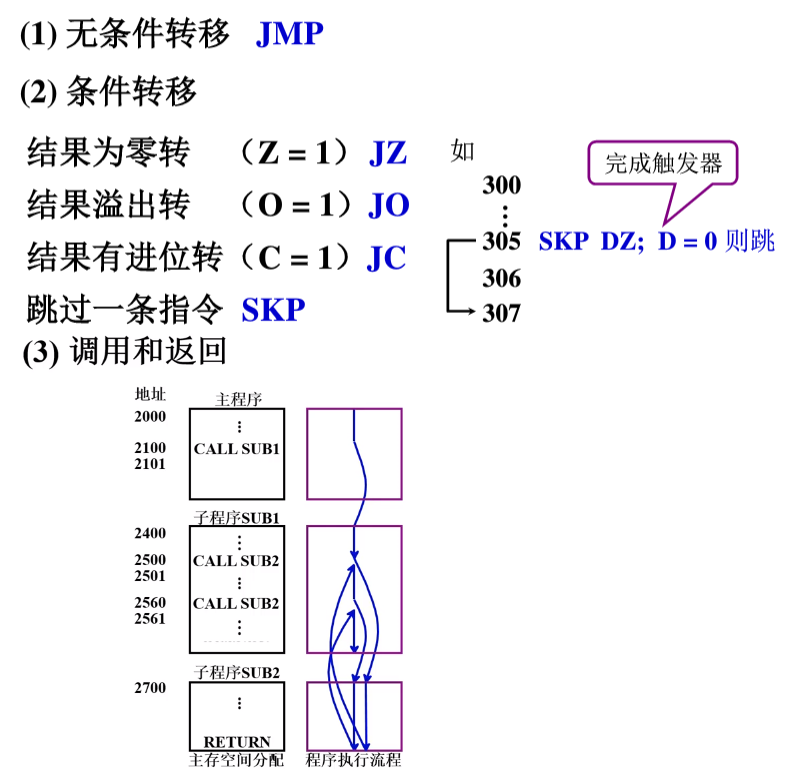 (1) 无条件转移 JMP
(2) 条件转移
结果为零转 （Z = 1）JZ
结果溢出转 （O = 1）JO
结果有进位转（C = 1）JC
跳过一条指令 SKP
如
完成触发器
300
⋮
305 SKP DZ; D = 0 则跳
306
307
(3) 调用和返回
地址
主程序
2000
⋮
2100 CALL SUB1
2101
子程序SUB1
2400
⋮
2500 CALL SUB2
2501
⋮
2560 CALL SUB2
2561
⋮
子程序SUB2
2700
⋮
RETURN
主存空间分配 程序执行流程